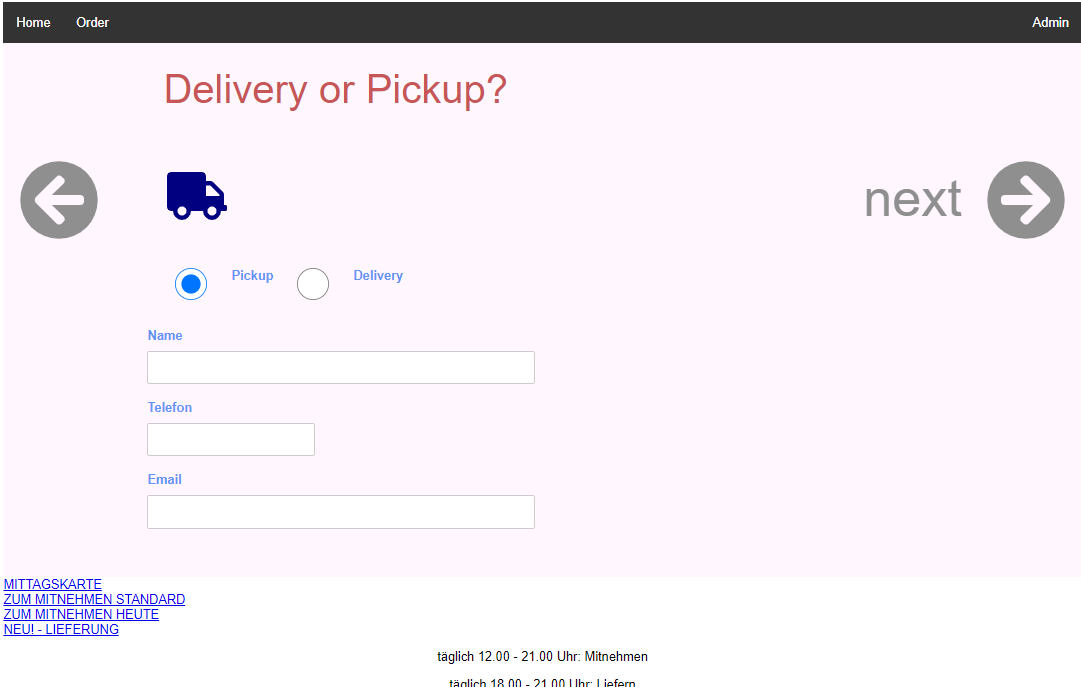 Home Order Admin
Delivery or Pickup?
next
Pickup Delivery
Name
Telefon
Email
MITTAGSKARTE
ZUM MITNEHMEN STANDARD
ZUM MITNEHMEN HEUTE
NEU! - LIEFERUNG
täglich 12.00 - 21.00 Uhr: Mitnehmen
täglich 18.00 - 21.00 Uhr: Liefern